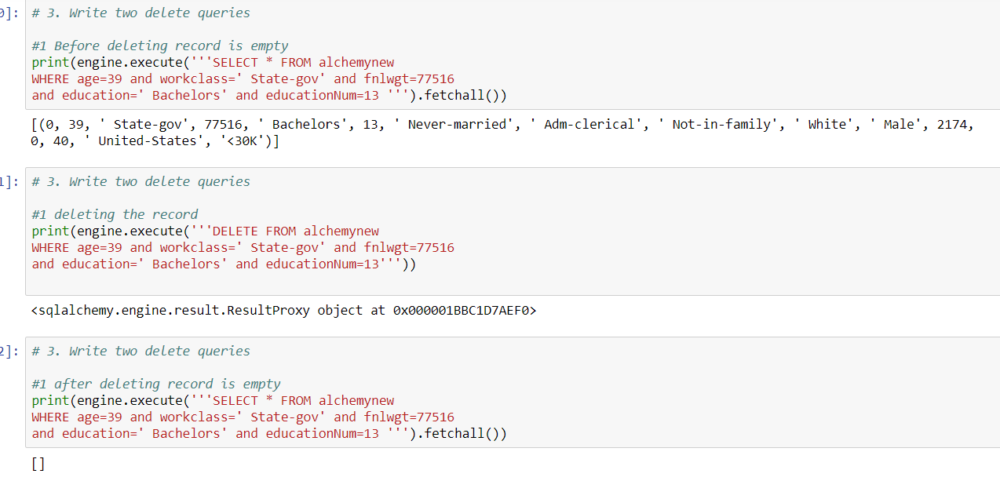 0]:
# 3. Write two delete queries
#1 Before deleting record is empty
print(engine.execute('''SELECT * FROM alchemynew
WHERE age=39 and workclass=' State-gov' and fnlwgt=77516
and education=' Bachelors' and educationNum=13 ''').fetchall())
[(0, 39, ' State-gov', 77516, ' Bachelors', 13, ' Never-married', ' Adm-clerical', ' Not-in-family', ' White', ' Male', 2174,
0, 40, ' United-States', '<30K')]
1]:
# 3. Write two delete queries
#1 deleting the record
print(engine.execute('''DELETE FROM alchemynew
WHERE age=39 and workclass=' State-gov' and fnlwgt=77516
and education=' Bachelors' and educationNum=13'''))
<sqlalchemy.engine.result.ResultProxy object at 0x000001BBC1D7AEF0>
2]:
# 3. Write two delete queries
#1 after deleting record is empty
print(engine.execute('''SELECT * FROM alchemynew
WHERE age=39 and workclass=' State-gov' and fnlwgt=77516
and education=' Bachelors' and educationNum=13 ''').fetchall())
[]